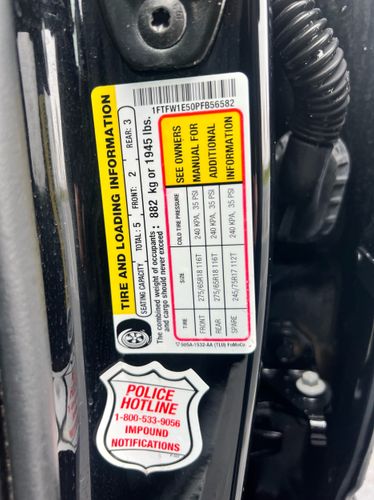 1FTFW1E50PFB56582
TIRE AND LOADING INFORMATION
SEATING CAPACITY TOTAL: 5 FRONT: 2 REAR: 3
The combined weight of occupants
and cargo should never exceed : 882 kg or 1945 lbs.
TIRE SIZE COLD TIRE PRESSURE
FRONT 275/65R18 116T 240 KPA, 35 PSI
REAR 275/65R18 116T 240 KPA, 35 PSI
SPARE 245/75R17 112T 240 KPA, 35 PSI
SEE OWNERS
MANUAL FOR
ADDITIONAL
INFORMATION
POLICE
HOTLINE
1-800-533-9056
IMPOUND
NOTIFICATIONS